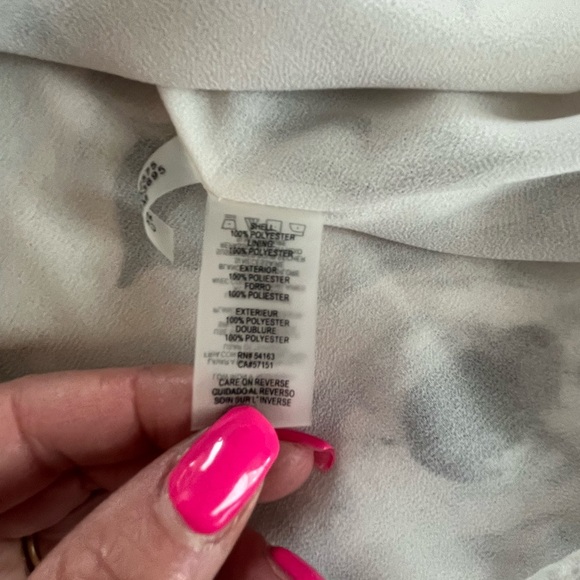 SHELL
100% POLYESTER
LINING
100% POLYESTER
EXTERIOR
100% POLIESTER
FORRO
100% POLIESTER
EXTERIEUR
100% POLYESTER
DOUBLURE
100% POLYESTER
RN# 54163
CA#57151
CARE ON REVERSE
CUIDADO AL REVERSO
SOIN SUR L'INVERSE